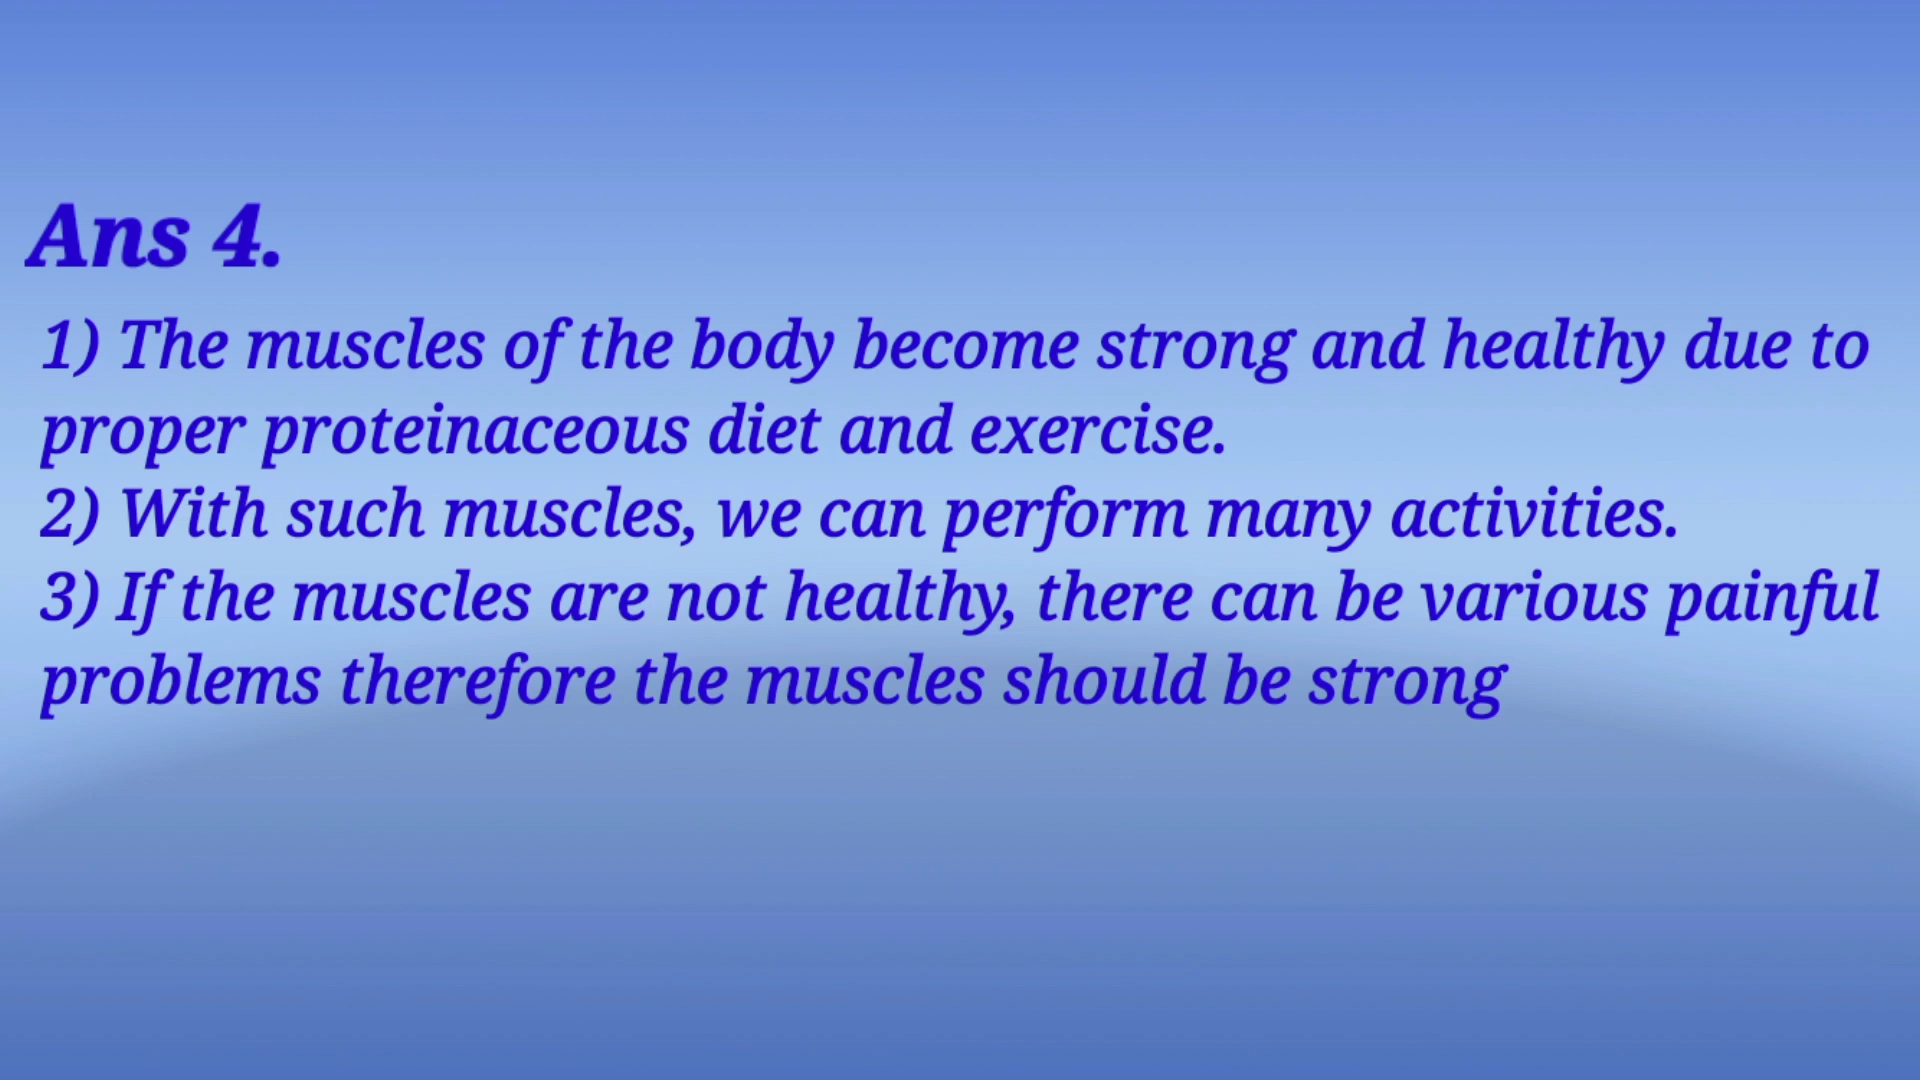 Ans 4.
1) The muscles of the body become strong and healthy due to
proper proteinaceous diet and exercise.
2) With such muscles, we can perform many activities.
3) If the muscles are not healthy, there can be various painful
problems therefore the muscles should be strong